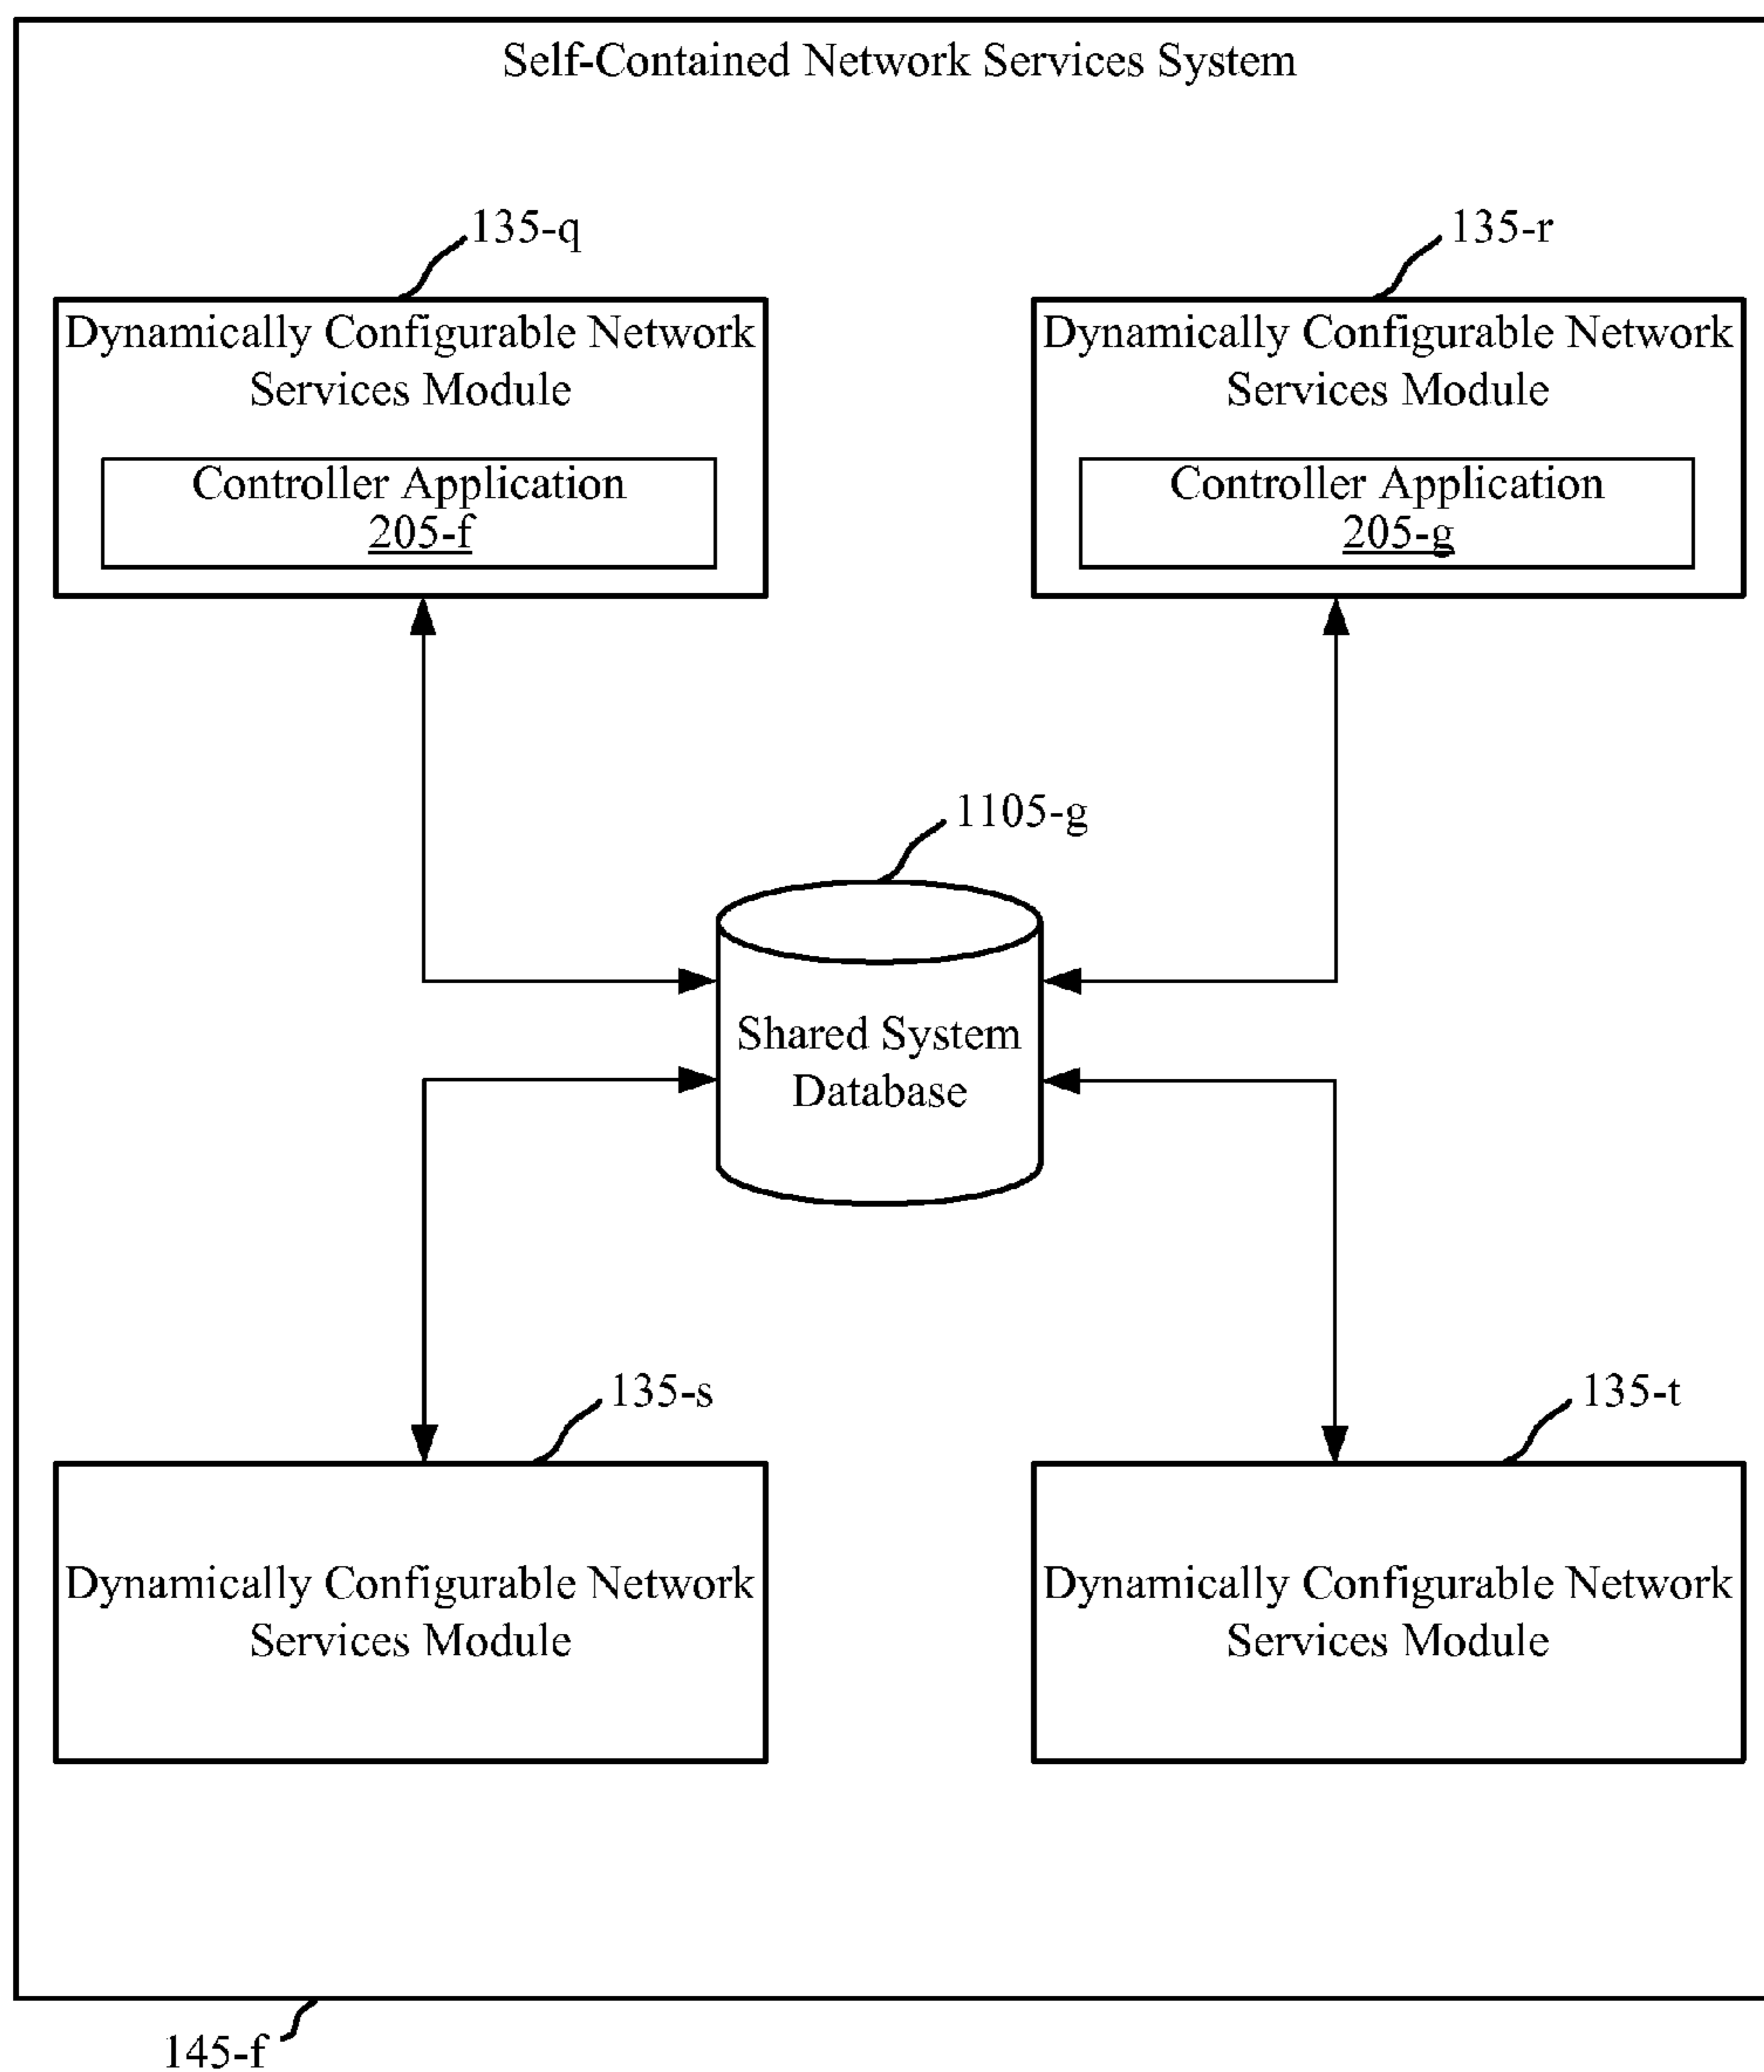 Self-Contained Network Services System
135-q
135-r
Dynamically Configurable Network
Services Module
Controller Application
205-f
Dynamically Configurable Network
Services Module
Controller Application
205-g
1105-g
Shared System
Database
135-s
135-t
Dynamically Configurable Network
Services Module
Dynamically Configurable Network
Services Module
145-f